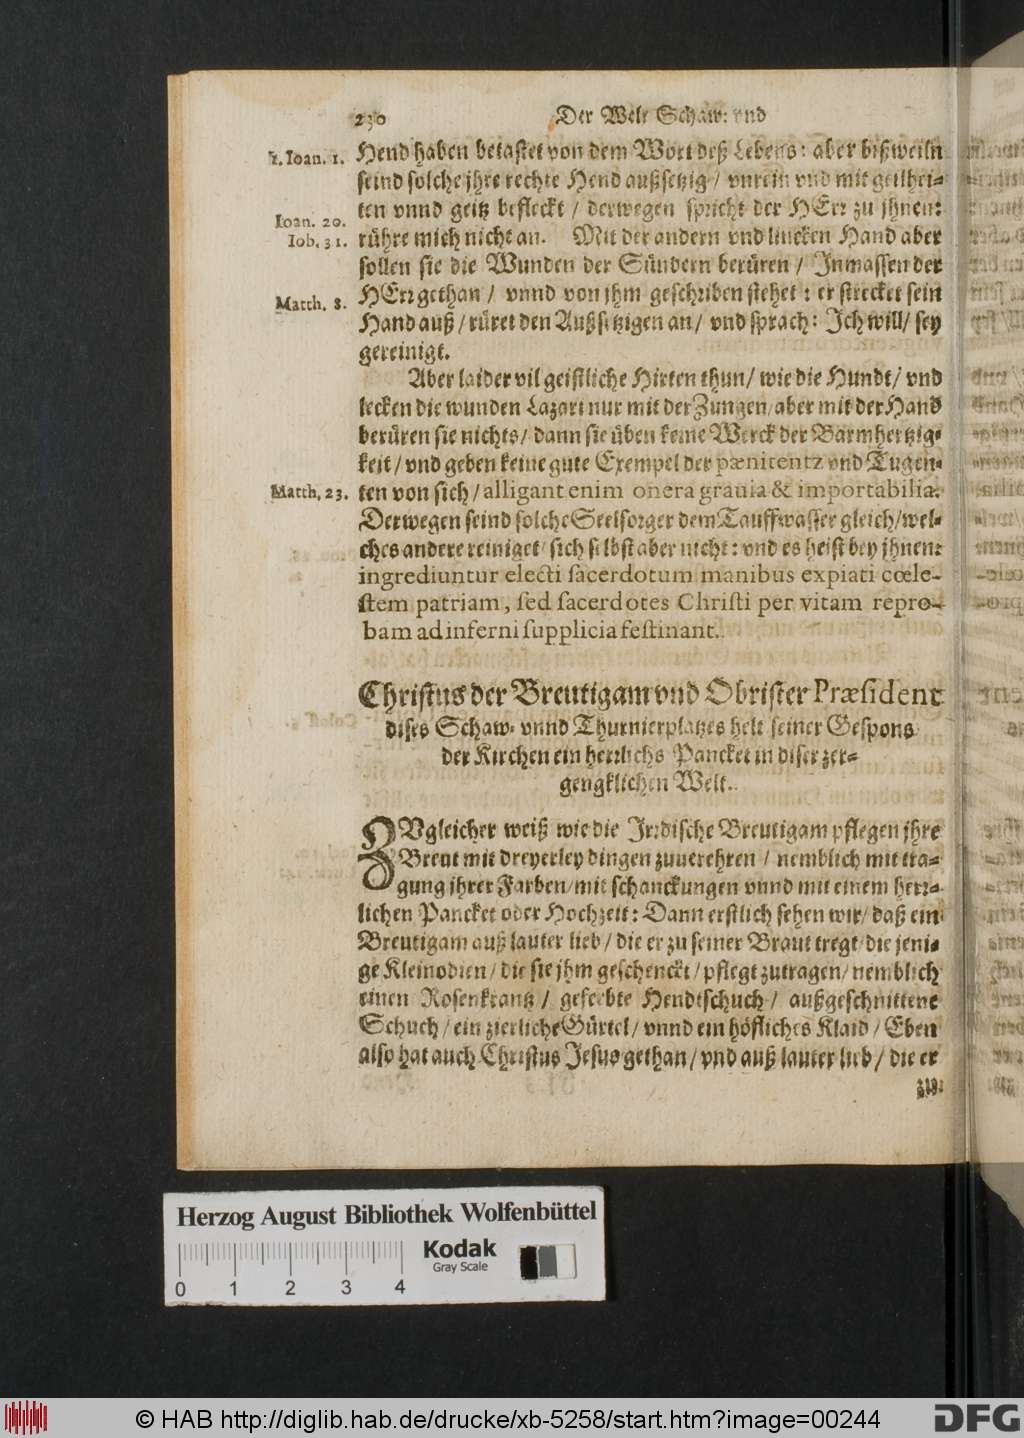 230 Der Welt Schaw: vnd
1. Ioan. 1. Hend haben betastet von dem Wort deß Lebens: aber bißweiln
seind solche jhre rechte Hend außsetzig / vnrein vnd mit geilhei-
Ioan. 20. ten vnnd geitz befleckt / derwegen spricht der HErr zu jhnen:
Iob. 31. rühre mich nicht an. Mit der andern vnd lincken Hand aber
sollen sie die Wunden der Sündern berüren / Inmassen der
Matth. 8. HErr gethan / vnnd von jhm geschriben stehet: er strecket sein
Hand auß / rüret den Außsetzigen an / vnd sprach: Ich will / sey
gereinigt.
Aber laider vil geistliche Hirten thun / wie die Hundt / vnd
lecken die wunden Lazari nur mit der Zungen / aber mit der Hand
berüren sie nichts / dann sie üben keine Werck der Barmhertzig-
keit / vnd geben keine gute Exempel der pænitentz vnd Tugen-
Matth. 23. ten von sich / alligant enim onera grauia & importabilia.
Derwegen seind solche Seelsorger dem Tauffwasser gleich / wel-
ches andere reiniget / sich selbst aber nicht: vnd es heist bey jhnen:
ingrediuntur electi sacerdotum manibus expiati cœle-
stem patriam, sed sacerdotes Christi per vitam repro-
bam ad inferni supplicia festinant.
Christus der Breutigam vnd Obrister Præsident
dises Schaw- vnnd Thurnierplatzes helt seiner Gespons
der Kirchen ein herrlichs Pancket in diser zer-
gengklichen Welt.
ZVgleicher weiß wie die Irrdische Breutigam pflegen jhre
Breut mit dreyerley dingen zuuerehren / nemblich mit tra-
gung jhrer Farben / mit schanckungen vnnd mit einem herr-
lichen Pancket oder Hochzeit: Dann erstlich sehen wir / daß ein
Breutigam auß lauter lieb / die er zu seiner Braut tregt / die jeni-
ge Kleinodien / die sie jhm geschenckt / pflegt zutragen / nemblich
einen Rosenkrantz / gefeebte Hendtschuch / außgeschnittene
Schuch / ein zierliche Gürtel / vnnd ein höfliches Klaid / Eben
also hat auch Christus Jesus gethan / vnd auß lauter lieb / die er
zu:
Herzog August Bibliothek Wolfenbüttel
Kodak
Gray Scale
0 1 2 3 4
© HAB http://diglib.hab.de/drucke/xb-5258/start.htm?image=00244
DFG